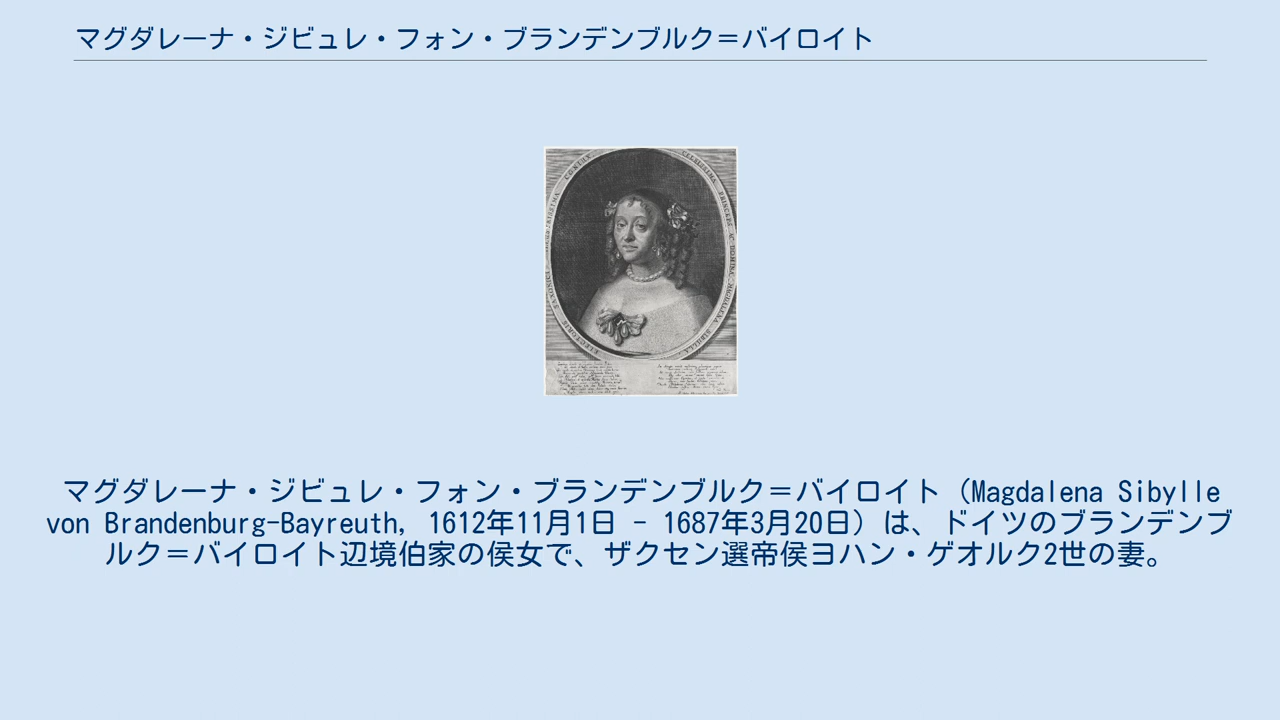 マグダレーナ・ジビュレ・フォン・ブランデンブルク＝バイロイト
CELSISSIMA PRINCEPS AC DOMINA MAGDALENA SIBILLA
マグダレーナ・ジビュレ・フォン・ブランデンブルク＝バイロイト（Magdalena Sibylle
von Brandenburg-Bayreuth, 1612年11月1日 - 1687年3月20日）は、ドイツのブランデンブ
ルク＝バイロイト辺境伯家の侯女で、ザクセン選帝侯ヨハン・ゲオルク2世の妻。